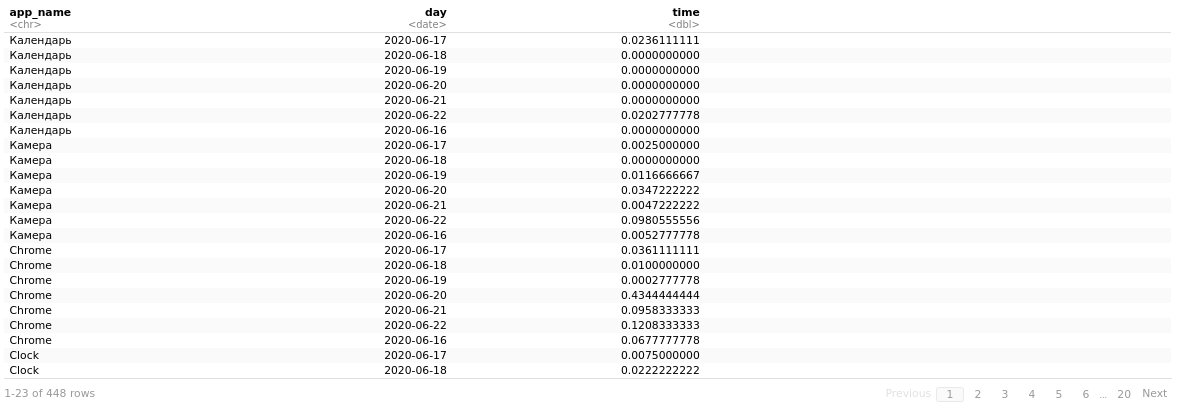 app_name day time
<chr> <date> <dbl>
Календарь 2020-06-17 0.0236111111
Календарь 2020-06-18 0.0000000000
Календарь 2020-06-19 0.0000000000
Календарь 2020-06-20 0.0000000000
Календарь 2020-06-21 0.0000000000
Календарь 2020-06-22 0.0202777778
Календарь 2020-06-16 0.0000000000
Камера 2020-06-17 0.0025000000
Камера 2020-06-18 0.0000000000
Камера 2020-06-19 0.0116666667
Камера 2020-06-20 0.0347222222
Камера 2020-06-21 0.0047222222
Камера 2020-06-22 0.0980555556
Камера 2020-06-16 0.0052777778
Chrome 2020-06-17 0.0361111111
Chrome 2020-06-18 0.0100000000
Chrome 2020-06-19 0.0002777778
Chrome 2020-06-20 0.4344444444
Chrome 2020-06-21 0.0958333333
Chrome 2020-06-22 0.1208333333
Chrome 2020-06-16 0.0677777778
Clock 2020-06-17 0.0075000000
Clock 2020-06-18 0.0222222222
1-23 of 448 rows Previous 1 2 3 4 5 6 ... 20 Next